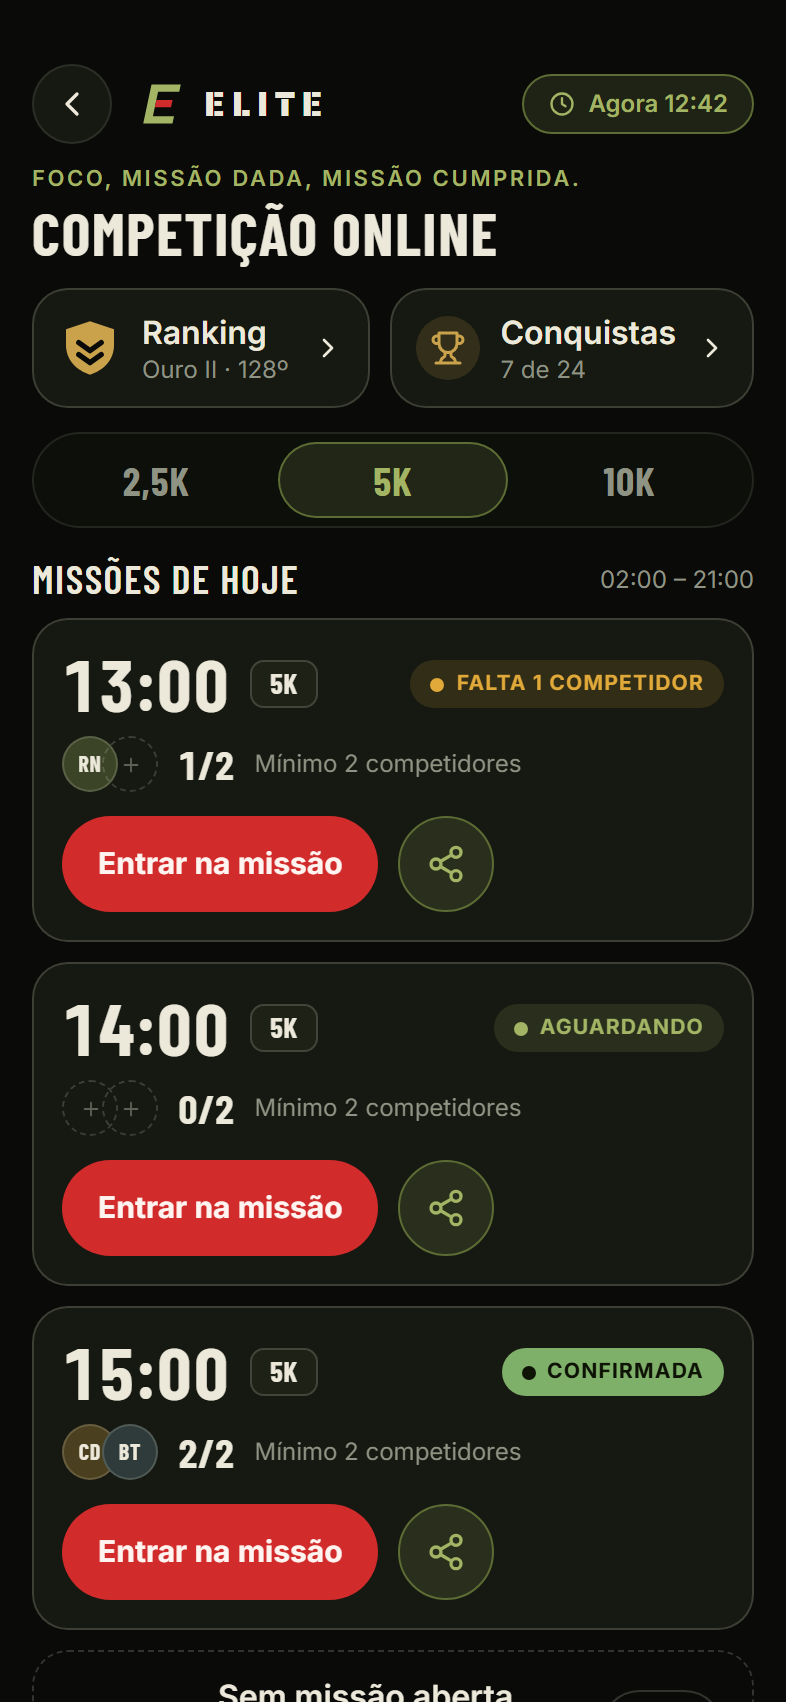 E ELITE
Agora 12:42
FOCO, MISSÃO DADA, MISSÃO CUMPRIDA.
COMPETIÇÃO ONLINE
Ranking
Ouro II · 128º
Conquistas
7 de 24
2,5K
5K
10K
MISSÕES DE HOJE
02:00 – 21:00
13:00 5K
FALTA 1 COMPETIDOR
RN + 1/2 Mínimo 2 competidores
Entrar na missão
14:00 5K
AGUARDANDO
+ + 0/2 Mínimo 2 competidores
Entrar na missão
15:00 5K
CONFIRMADA
CD BT 2/2 Mínimo 2 competidores
Entrar na missão
Sem missão aberta